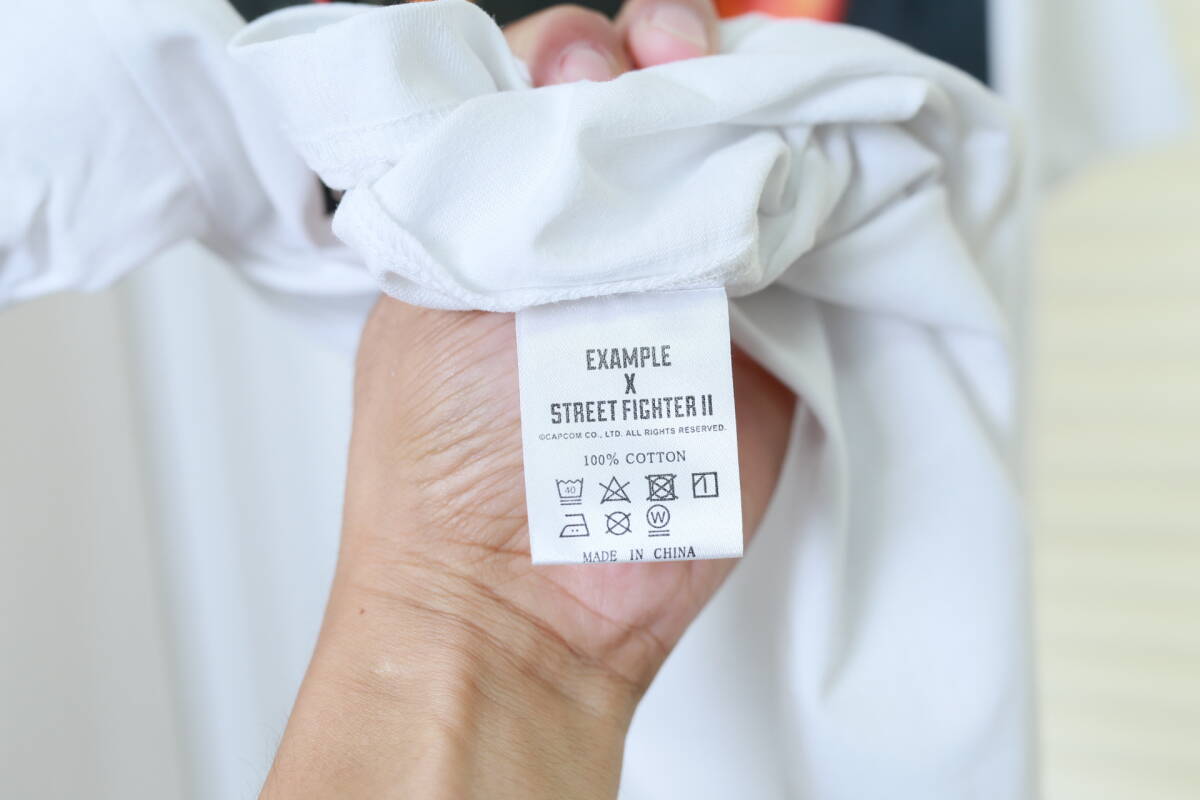 EXAMPLE
X
STREET FIGHTER II
©CAPCOM CO., LTD. ALL RIGHTS RESERVED.
100% COTTON
40
W
MADE IN CHINA